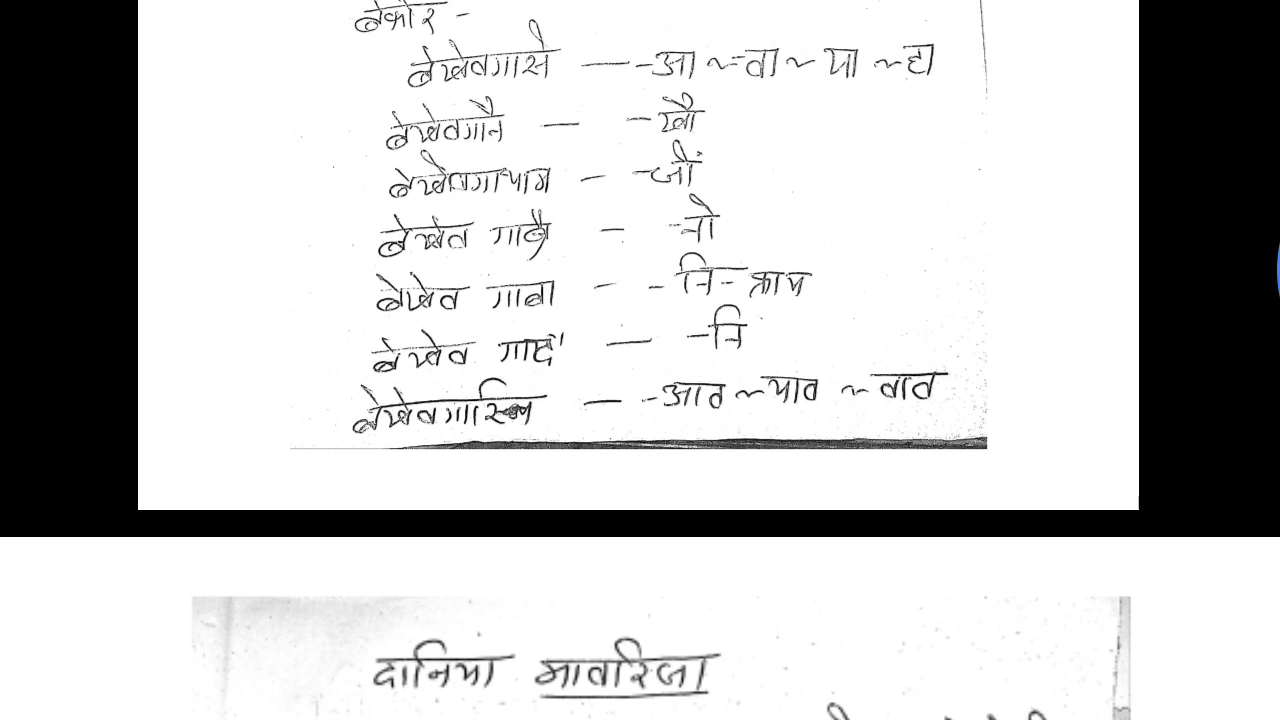 बेफोर -
बेखेवगासे — -आ ~ -वा ~ या ~ हा
बेखेवगानै — -खौ
बेखेवगाथाम - -जौं
बेखेव गाब्रै - -नो
बेखेव गाबा - -नि-फ्राय
बेखेव गाद' — -नि
बेखेवगास्नि — -आव ~ याव ~ वाव
दानिया मावरिजा